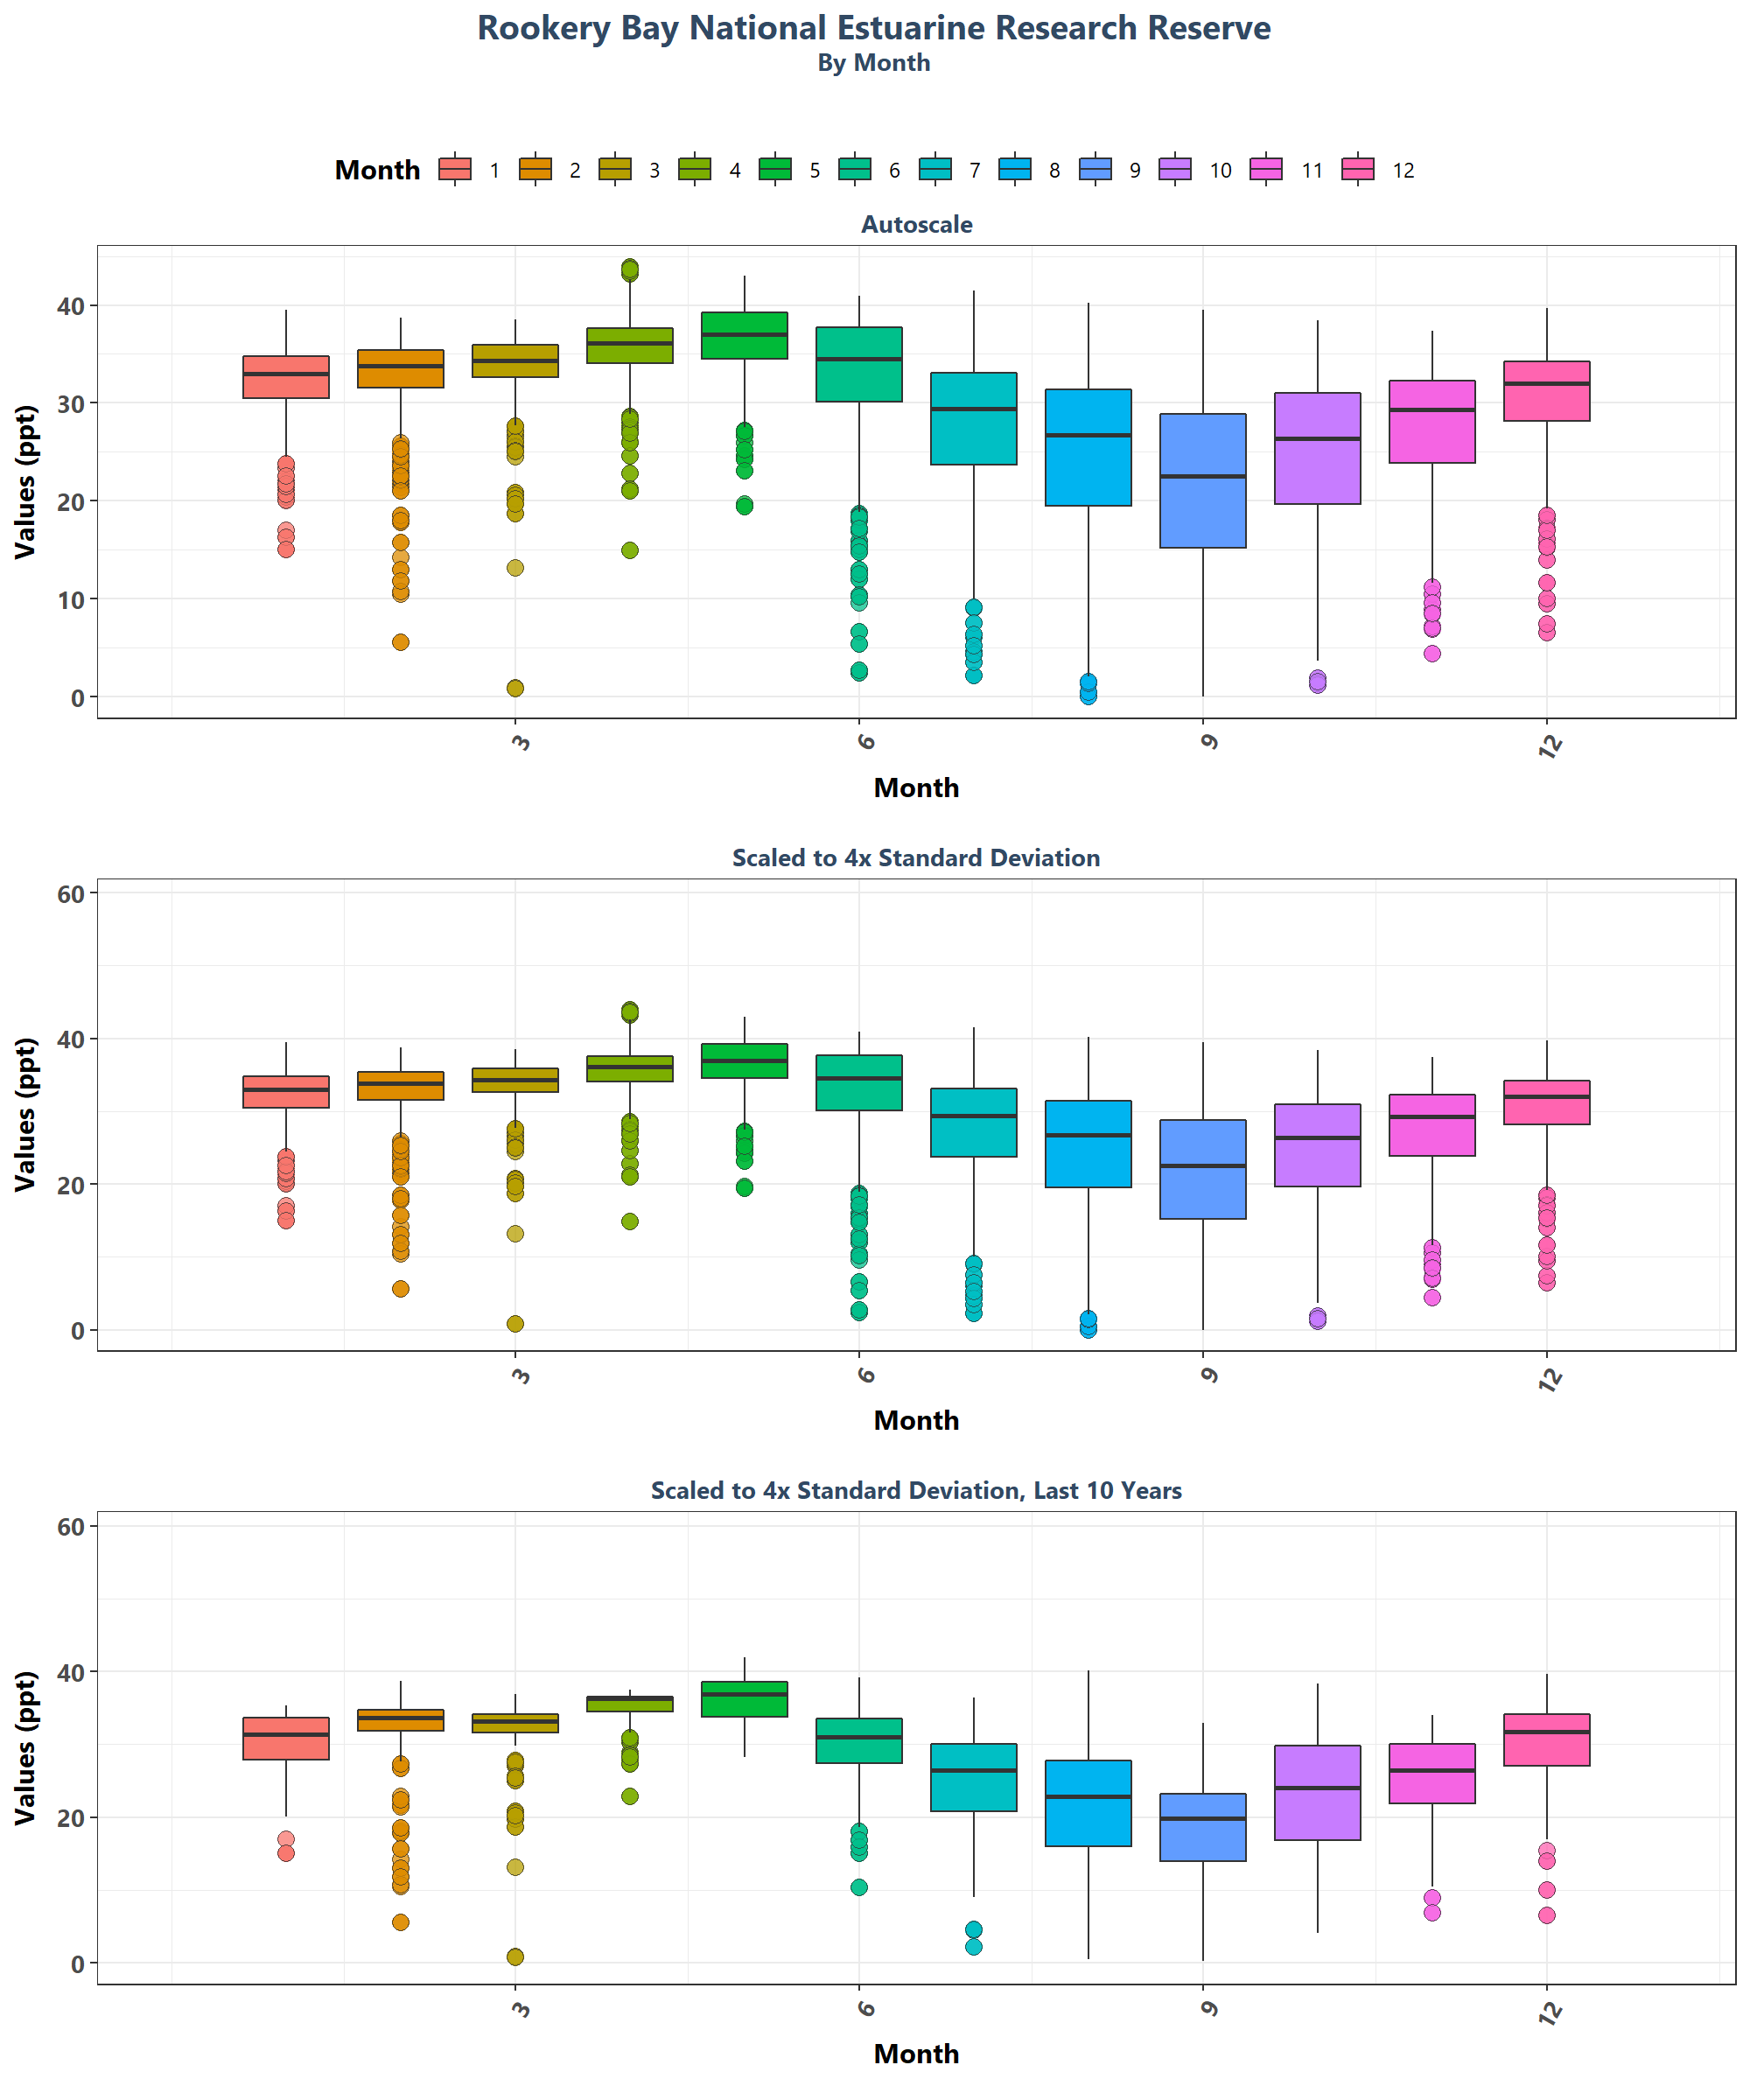 Rookery Bay National Estuarine Research Reserve
By Month
Month 1 2 3 4 5 6 7 8 9 10 11 12
Autoscale
Values (ppt)
40
30
20
10
0
3 6 9 12
Month
Scaled to 4x Standard Deviation
Values (ppt)
60
40
20
0
3 6 9 12
Month
Scaled to 4x Standard Deviation, Last 10 Years
Values (ppt)
60
40
20
0
3 6 9 12
Month